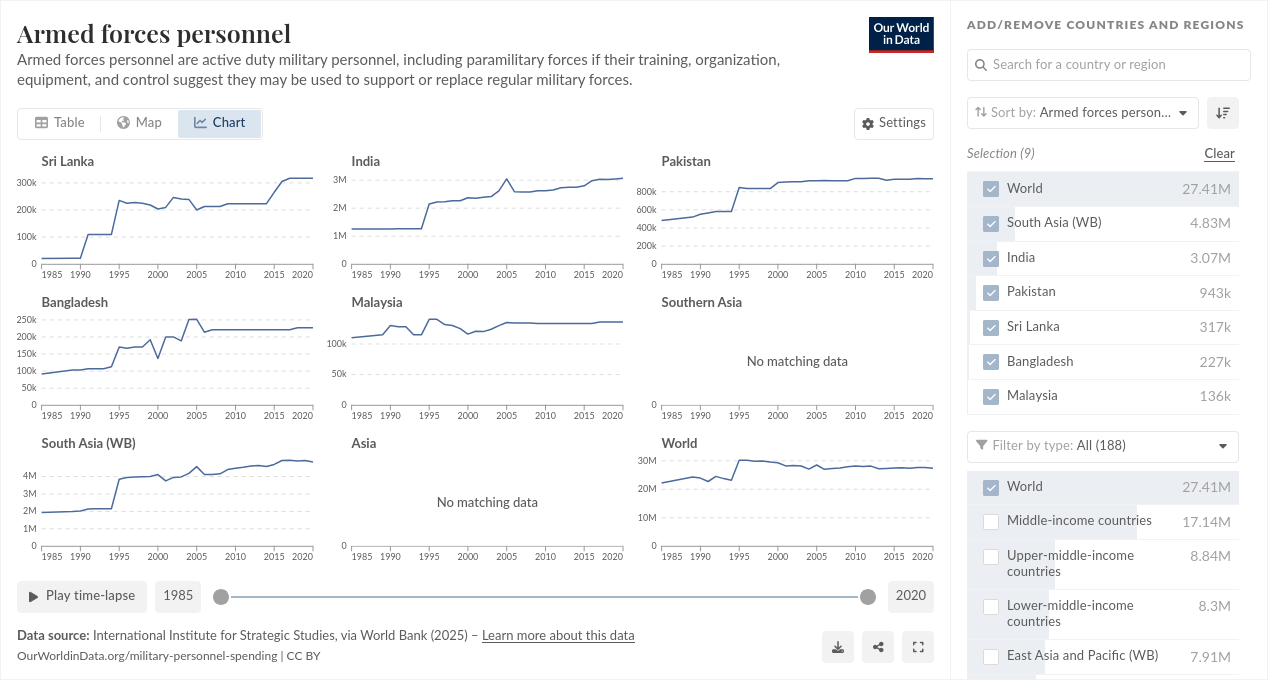 Armed forces personnel
Armed forces personnel are active duty military personnel, including paramilitary forces if their training, organization,
equipment, and control suggest they may be used to support or replace regular military forces.
Our World
in Data
Table
Map
Chart
Settings
Sri Lanka
300k
200k
100k
0
1985 1990 1995 2000 2005 2010 2015 2020
India
3M
2M
1M
0
1985 1990 1995 2000 2005 2010 2015 2020
Pakistan
800k
600k
400k
200k
0
1985 1990 1995 2000 2005 2010 2015 2020
Bangladesh
250k
200k
150k
100k
50k
0
1985 1990 1995 2000 2005 2010 2015 2020
Malaysia
100k
50k
0
1985 1990 1995 2000 2005 2010 2015 2020
Southern Asia
No matching data
0
1985 1990 1995 2000 2005 2010 2015 2020
South Asia (WB)
4M
3M
2M
1M
0
1985 1990 1995 2000 2005 2010 2015 2020
Asia
No matching data
0
1985 1990 1995 2000 2005 2010 2015 2020
World
30M
20M
10M
0
1985 1990 1995 2000 2005 2010 2015 2020
Play time-lapse
1985
2020
Data source: International Institute for Strategic Studies, via World Bank (2025) – Learn more about this data
OurWorldinData.org/military-personnel-spending | CC BY
ADD/REMOVE COUNTRIES AND REGIONS
Search for a country or region
Sort by: Armed forces person...
Selection (9)
Clear
World 27.41M
South Asia (WB) 4.83M
India 3.07M
Pakistan 943k
Sri Lanka 317k
Bangladesh 227k
Malaysia 136k
Filter by type: All (188)
World 27.41M
Middle-income countries 17.14M
Upper-middle-income
countries
8.84M
Lower-middle-income
countries
8.3M
East Asia and Pacific (WB) 7.91M